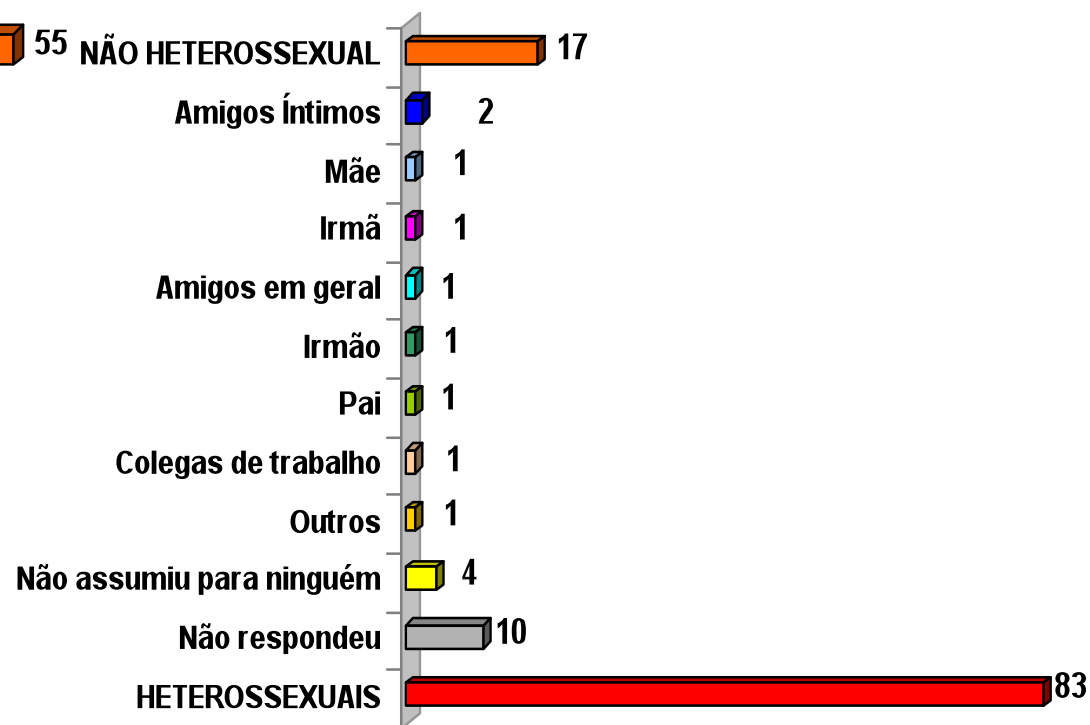 55 NÃO HETEROSSEXUAL 17
Amigos Íntimos 2
Mãe 1
Irmã 1
Amigos em geral 1
Irmão 1
Pai 1
Colegas de trabalho 1
Outros 1
Não assumiu para ninguém 4
Não respondeu 10
HETEROSSEXUAIS 83